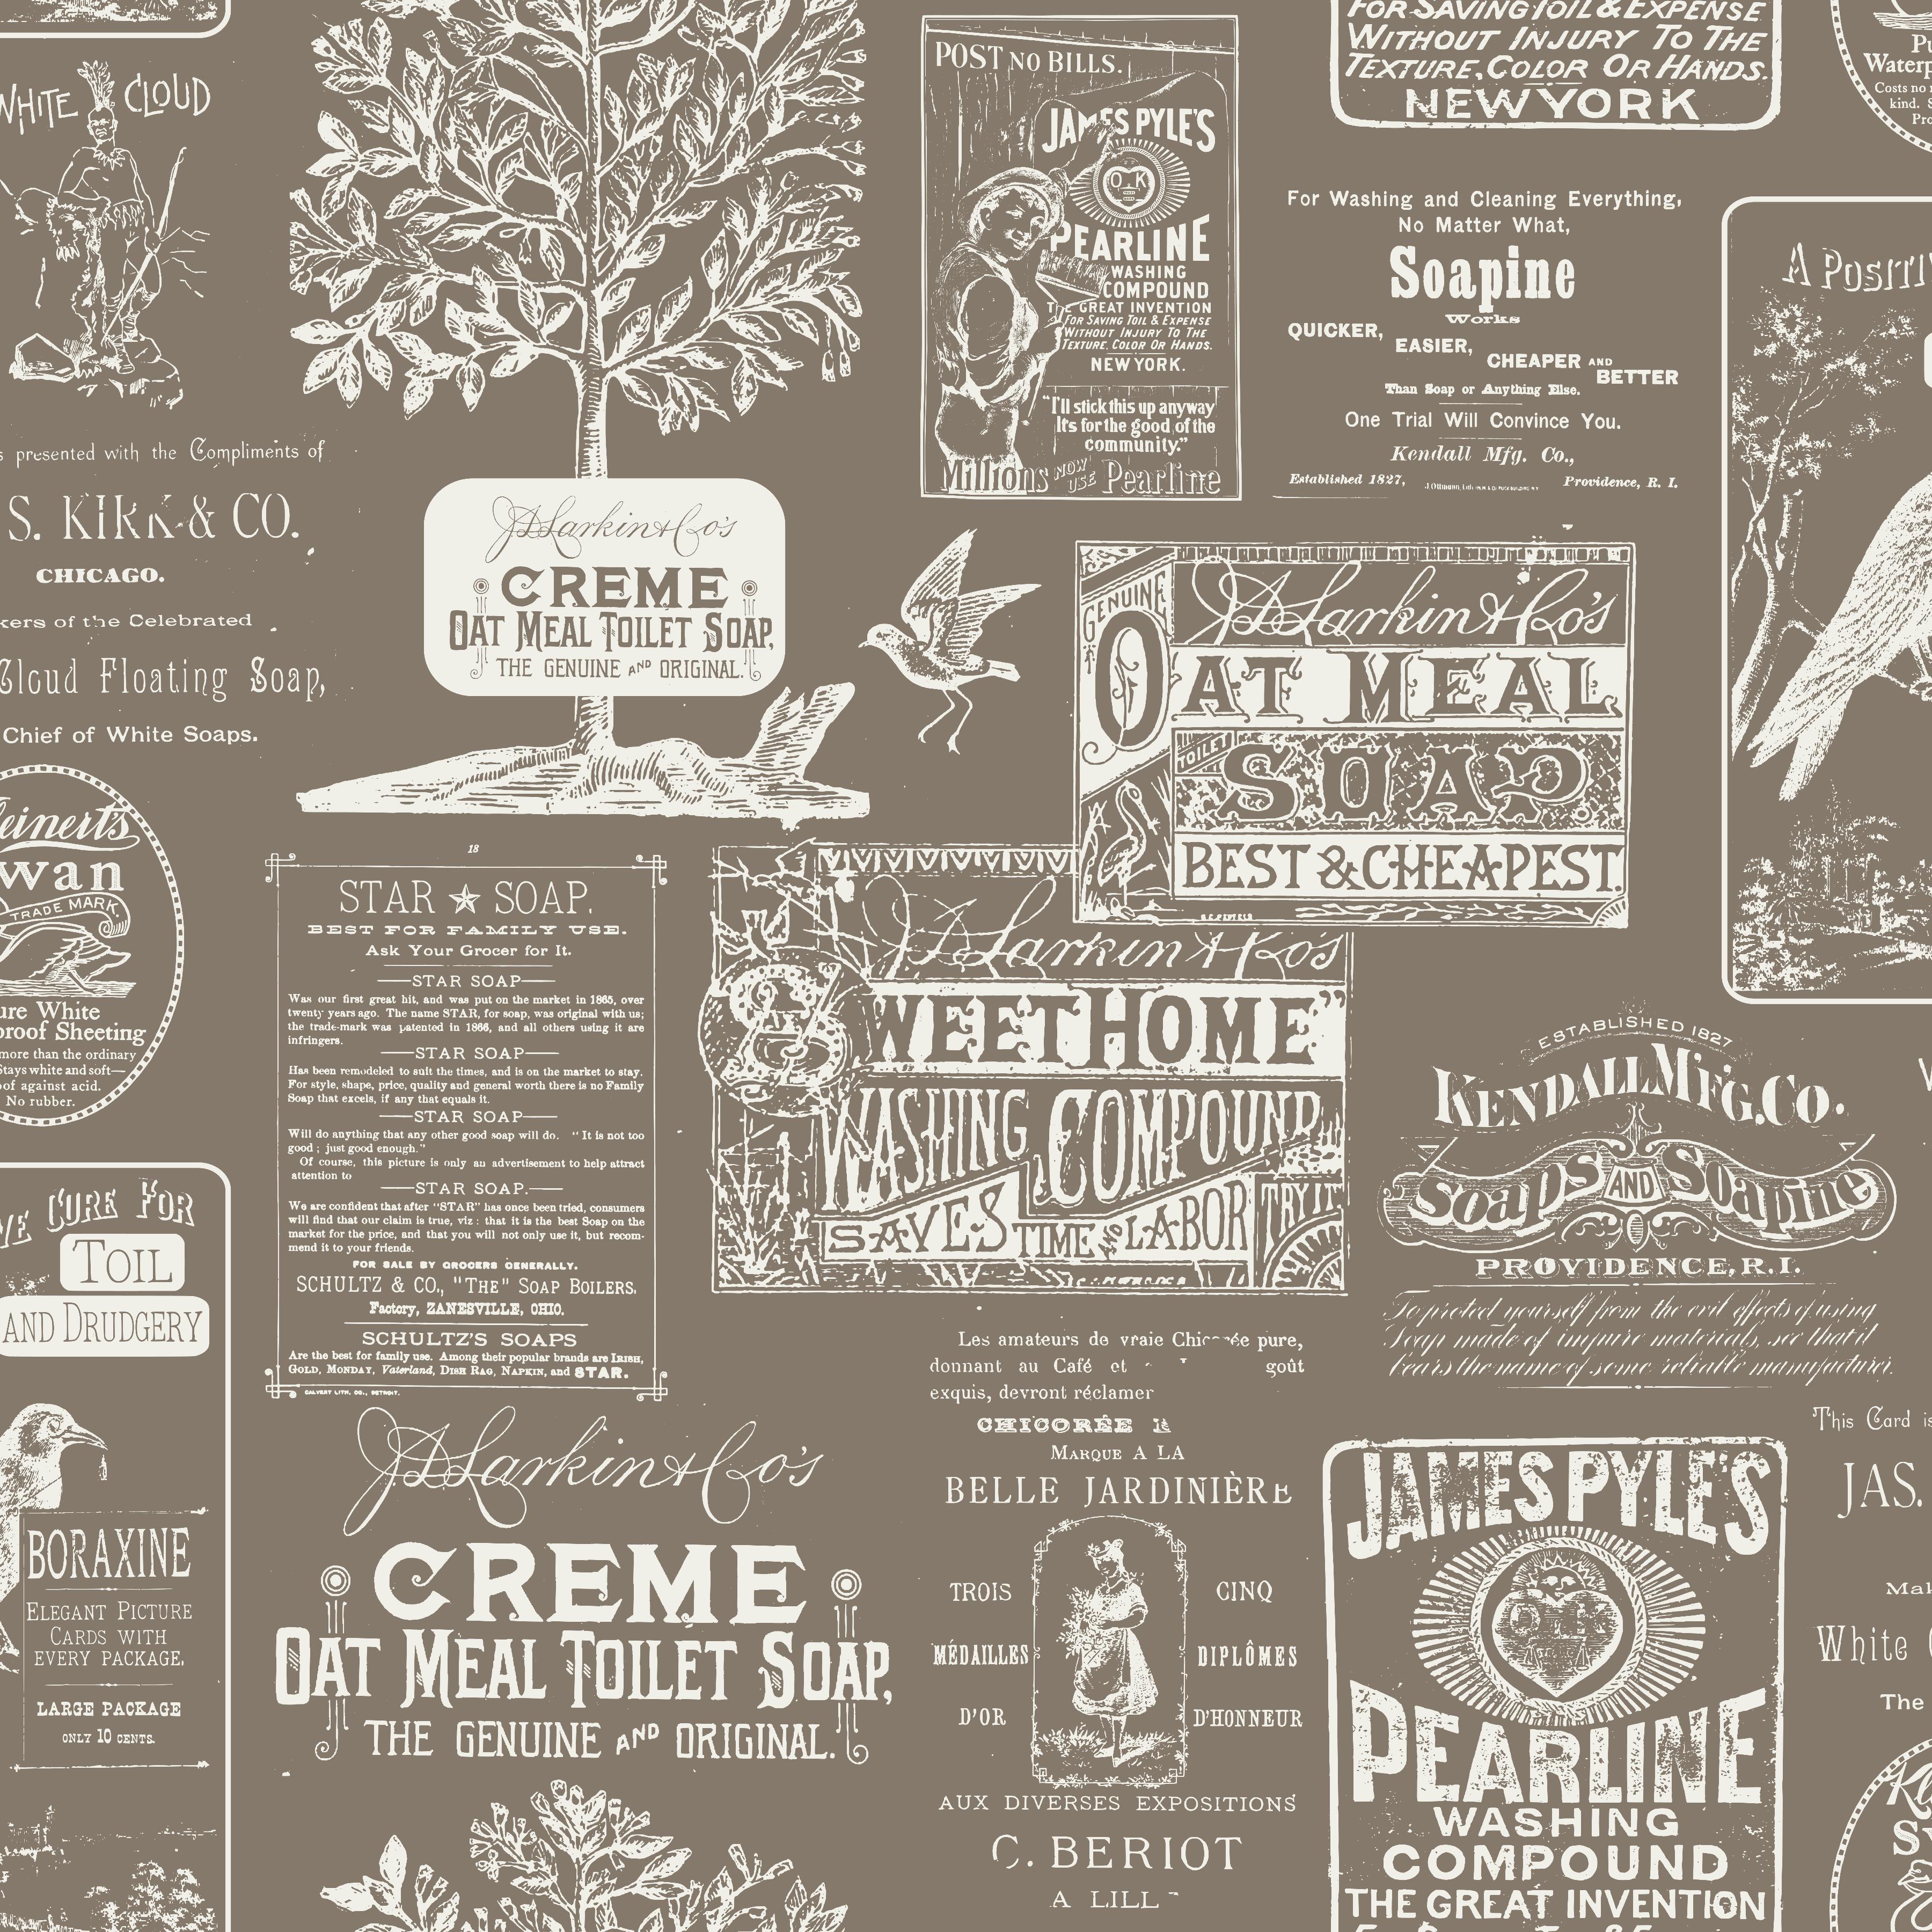 WHITE CLOUD
s presented with the Compliments of
S. KIRK & CO.
CHICAGO.
kers of the Celebrated
Cloud Floating Soap,
Chief of White Soaps.
einert's
wan
TRADE MARK
ure White
proof Sheeting
more than the ordinary
Stays white and soft—
of against acid.
No rubber.
VE CURE FOR
TOIL
AND DRUDGERY
BORAXINE
ELEGANT PICTURE
CARDS WITH
EVERY PACKAGE.
LARGE PACKAGE
ONLY 10 CENTS.
J.D. Larkin & Co's
CREME
OAT MEAL TOILET SOAP,
THE GENUINE AND ORIGINAL.
18
STAR ★ SOAP.
BEST FOR FAMILY USE.
Ask Your Grocer for It.
—STAR SOAP—
Was our first great hit, and was put on the market in 1865, over
twenty years ago. The name STAR, for soap, was original with us;
the trade-mark was patented in 1866, and all others using it are
infringers.
—STAR SOAP—
Has been remodeled to suit the times, and is on the market to stay.
For style, shape, price, quality and general worth there is no Family
Soap that excels, if any that equals it.
—STAR SOAP—
Will do anything that any other good soap will do. "It is not too
good; just good enough."
Of course, this picture is only an advertisement to help attract
attention to
—STAR SOAP.—
We are confident that after "STAR" has once been tried, consumers
will find that our claim is true, viz: that it is the best Soap on the
market for the price, and that you will not only use it, but recom-
mend it to your friends.
FOR SALE BY GROCERS GENERALLY.
SCHULTZ & CO., "THE" SOAP BOILERS.
Factory, ZANESVILLE, OHIO.
SCHULTZ'S SOAPS
Are the best for family use. Among their popular brands are IRISH,
GOLD, MONDAY, Vaterland, DISH RAG, NAPKIN, and STAR.
CALVERT LITH. CO., DETROIT.
J.D. Larkin & Co's
CREME
OAT MEAL TOILET SOAP,
THE GENUINE AND ORIGINAL.
POST NO BILLS.
JAMES PYLE'S
O K
PEARLINE
WASHING
COMPOUND
THE GREAT INVENTION
FOR SAVING TOIL & EXPENSE
WITHOUT INJURY TO THE
TEXTURE, COLOR OR HANDS.
NEW YORK.
"I'll stick this up anyway
It's for the good of the
community."
Millions NOW USE Pearline
GENUINE
J.D. Larkin & Co's
OAT MEAL
TOILET
SOAP
BEST & CHEAPEST.
J.D. Larkin & Co's
SWEET HOME"
WASHING COMPOUND
SAVES TIME AND LABOR TRY IT
Les amateurs de vraie Chicorée pure,
donnant au Café et goût
exquis, devront réclamer
CHICORÉE
MARQUE A LA
BELLE JARDINIÈRE
TROIS CINQ
MÉDAILLES DIPLÔMES
D'OR D'HONNEUR
AUX DIVERSES EXPOSITIONS
C. BERIOT
A LILL
FOR SAVING TOIL & EXPENSE
WITHOUT INJURY TO THE
TEXTURE, COLOR OR HANDS.
NEW YORK
For Washing and Cleaning Everything,
No Matter What,
Soapine
Works
QUICKER,
EASIER,
CHEAPER AND
BETTER
Than Soap or Anything Else.
One Trial Will Convince You.
Kendall Mfg. Co.,
Established 1827, Providence, R. I.
ESTABLISHED 1827
KENDALL MFG. CO.
Soaps AND Soapine
PROVIDENCE, R.I.
To protect yourself from the evil effects of using
Soap made of impure materials, see that it
bears the name of some reliable manufacturer.
JAMES PYLE'S
O K
PEARLINE
WASHING
COMPOUND
THE GREAT INVENTION
Pu
Waterp
Costs no
kind. S
Pro
A POSITI
This Card is
JAS.
Mak
White
The